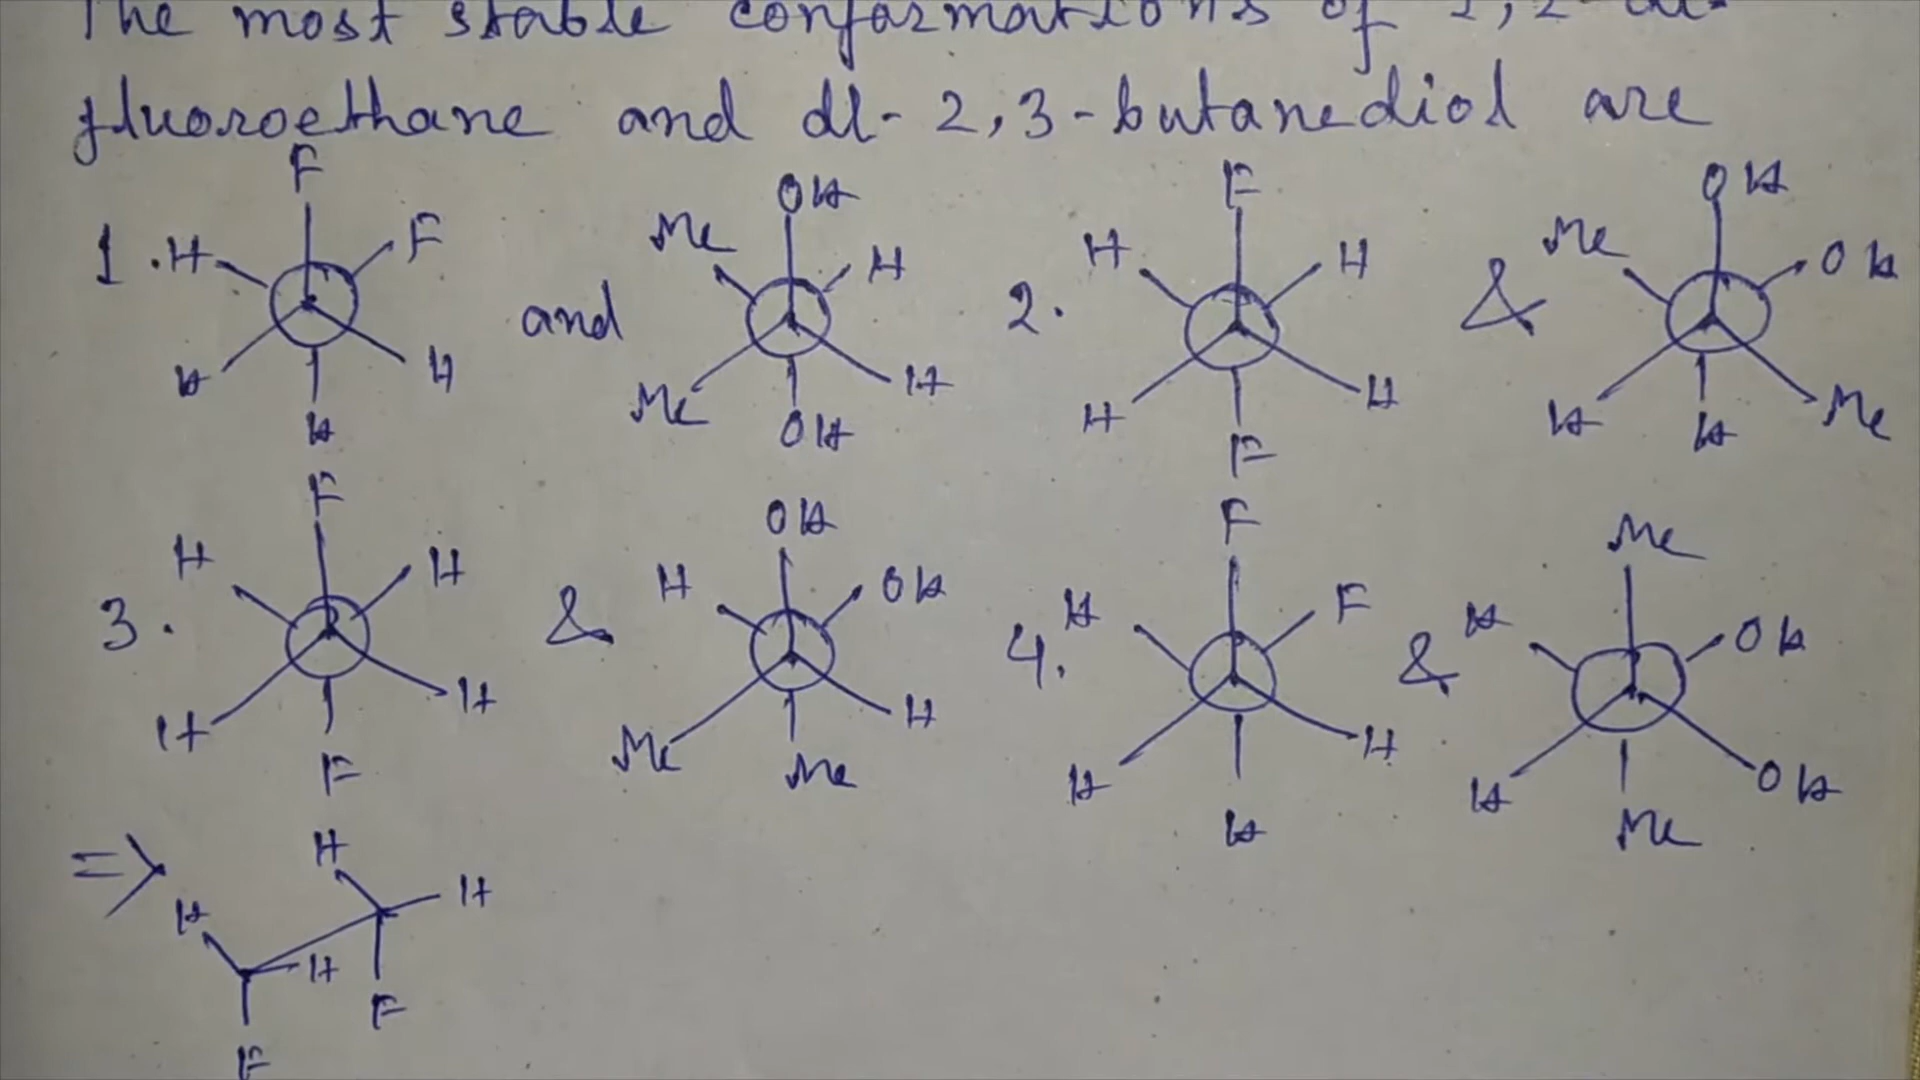 The most stable conformations of 1,2-di-
fluoroethane and dl-2,3-butanediol are
F OH F OH
1. H F Me H H H Me OH
and 2. &
H H Me H H H H Me
H OH F H
F OH F Me
H H H OH H F H OH
3. & 4. &
H H Me H H H H OH
F Me H Me
=> H H
H H
F F